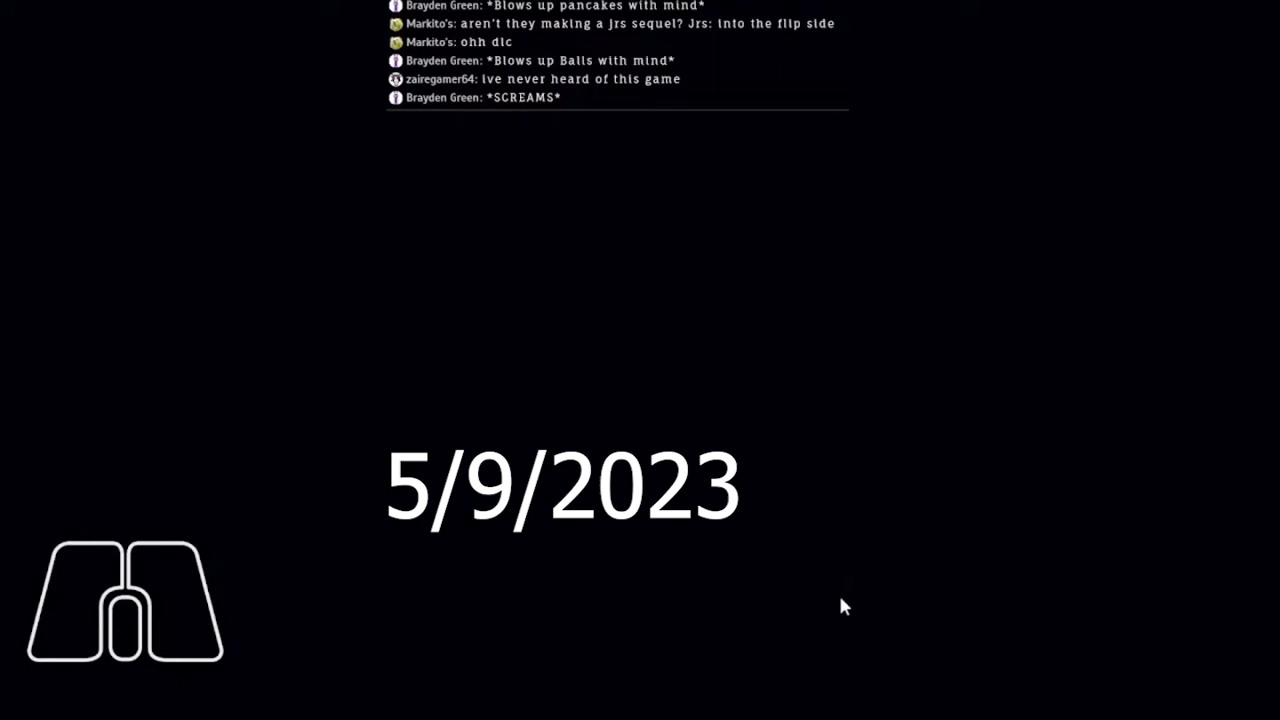 Brayden Green: *Blows up pancakes with mind*
Markito's: aren't they making a jrs sequel? Jrs: into the flip side
Markito's: ohh dlc
Brayden Green: *Blows up Balls with mind*
zairegamer64: ive never heard of this game
Brayden Green: *SCREAMS*
5/9/2023